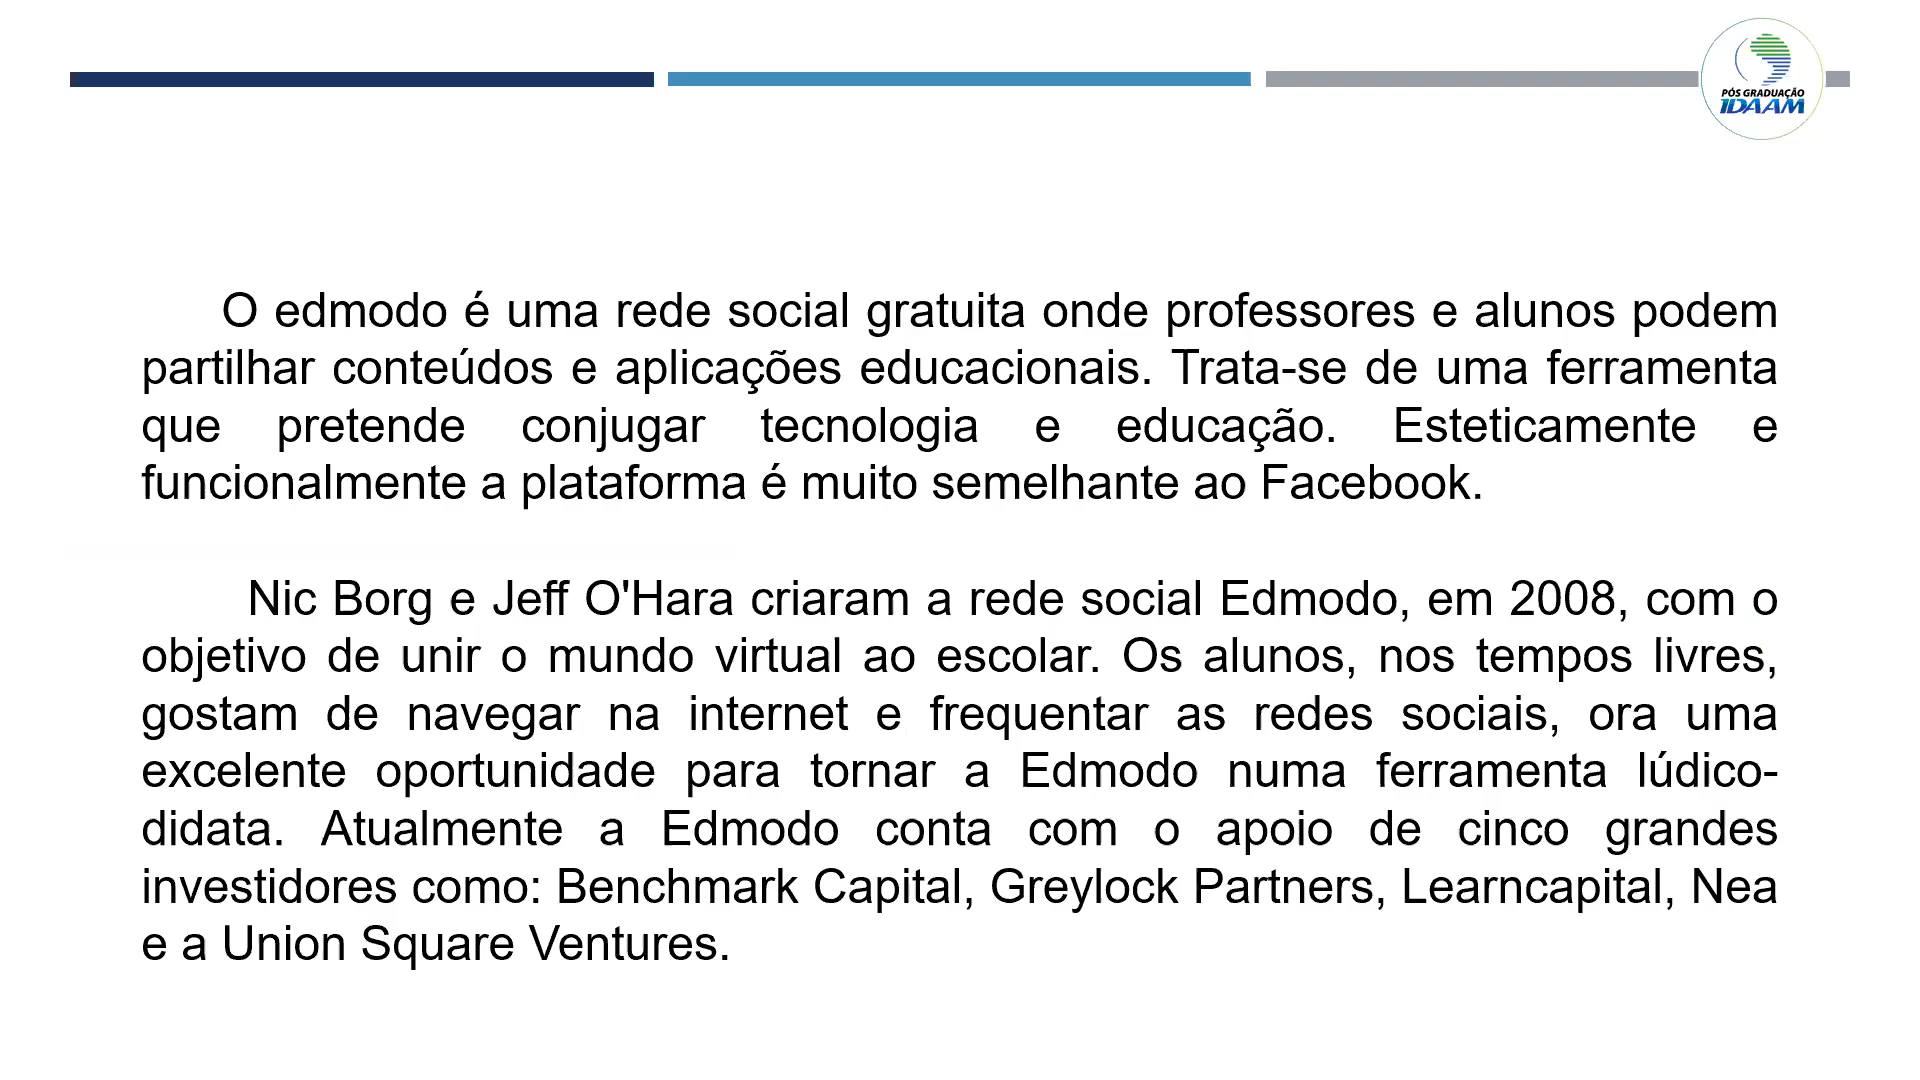 PÓS GRADUAÇÃO
IDAAM
O edmodo é uma rede social gratuita onde professores e alunos podem
partilhar conteúdos e aplicações educacionais. Trata-se de uma ferramenta
que pretende conjugar tecnologia e educação. Esteticamente e
funcionalmente a plataforma é muito semelhante ao Facebook.
Nic Borg e Jeff O'Hara criaram a rede social Edmodo, em 2008, com o
objetivo de unir o mundo virtual ao escolar. Os alunos, nos tempos livres,
gostam de navegar na internet e frequentar as redes sociais, ora uma
excelente oportunidade para tornar a Edmodo numa ferramenta lúdico-
didata. Atualmente a Edmodo conta com o apoio de cinco grandes
investidores como: Benchmark Capital, Greylock Partners, Learncapital, Nea
e a Union Square Ventures.